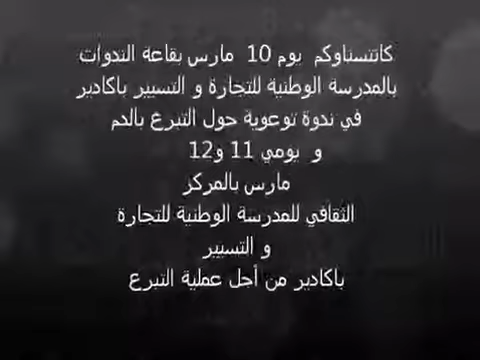 كانتسناوكم يوم 10 مارس بقاعة الندوات
بالمدرسة الوطنية للتجارة و التسيير باكادير
في ندوة توعوية حول التبرع بالدم
و يومي 11 و12
مارس بالمركز
الثقافي للمدرسة الوطنية للتجارة
و التسيير
باكادير من أجل عملية التبرع